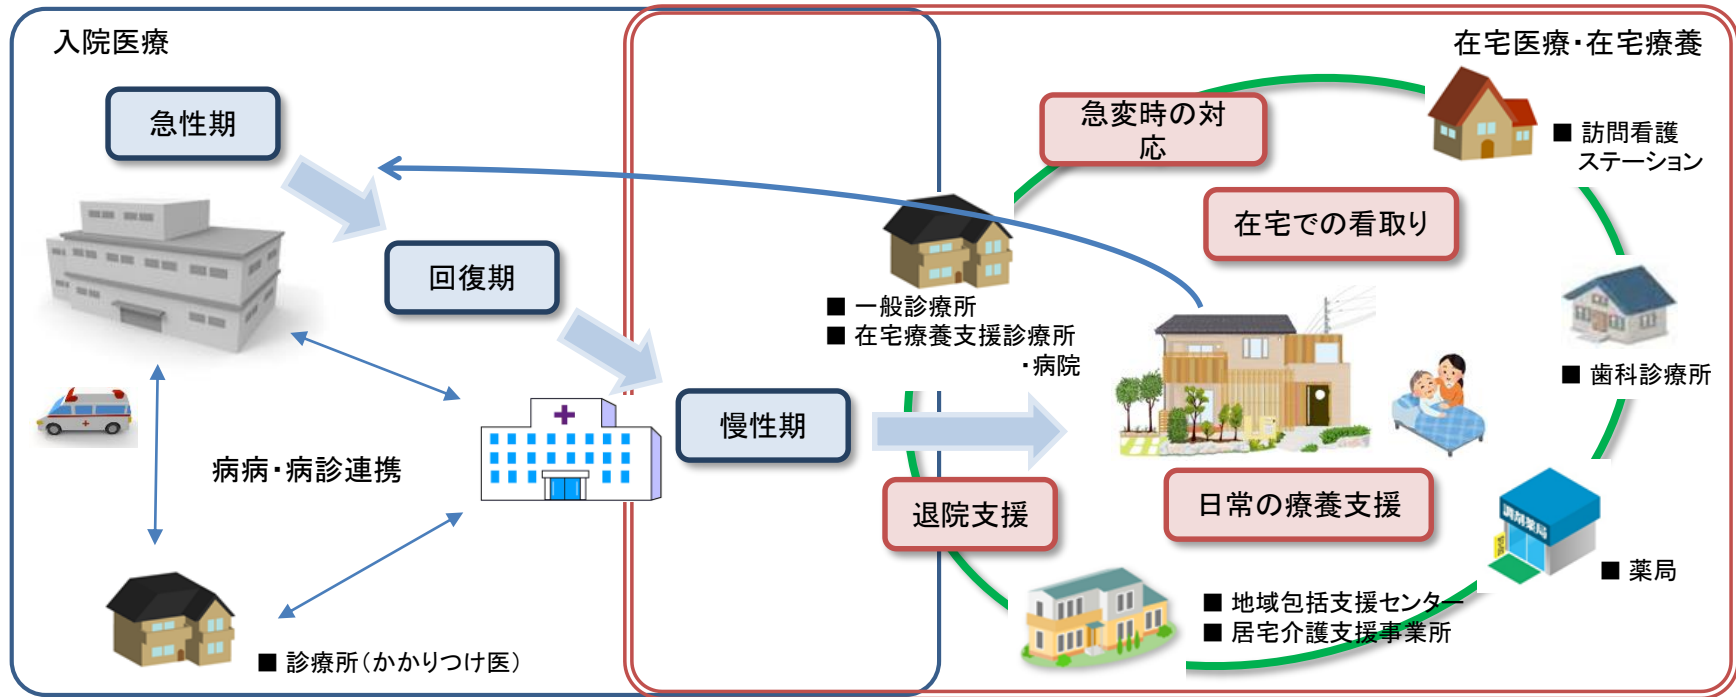 入院医療
在宅医療・在宅療養
急性期
急変時の対
応
■ 訪問看護
ステーション
在宅での看取り
回復期
■ 一般診療所
■ 在宅療養支援診療所
・病院
■ 歯科診療所
慢性期
病病・病診連携
退院支援
日常の療養支援
調剤薬局
■ 薬局
■ 地域包括支援センター
■ 居宅介護支援事業所
■ 診療所(かかりつけ医)